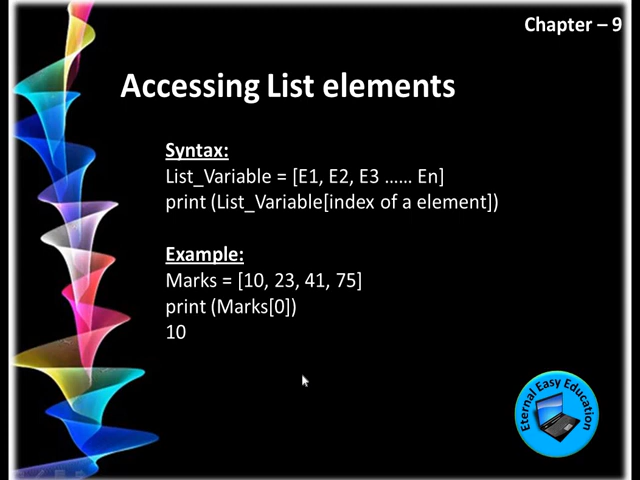 Chapter – 9
Accessing List elements
Syntax:
List_Variable = [E1, E2, E3 ...... En]
print (List_Variable[index of a element])
Example:
Marks = [10, 23, 41, 75]
print (Marks[0])
10
Eternal Easy Education